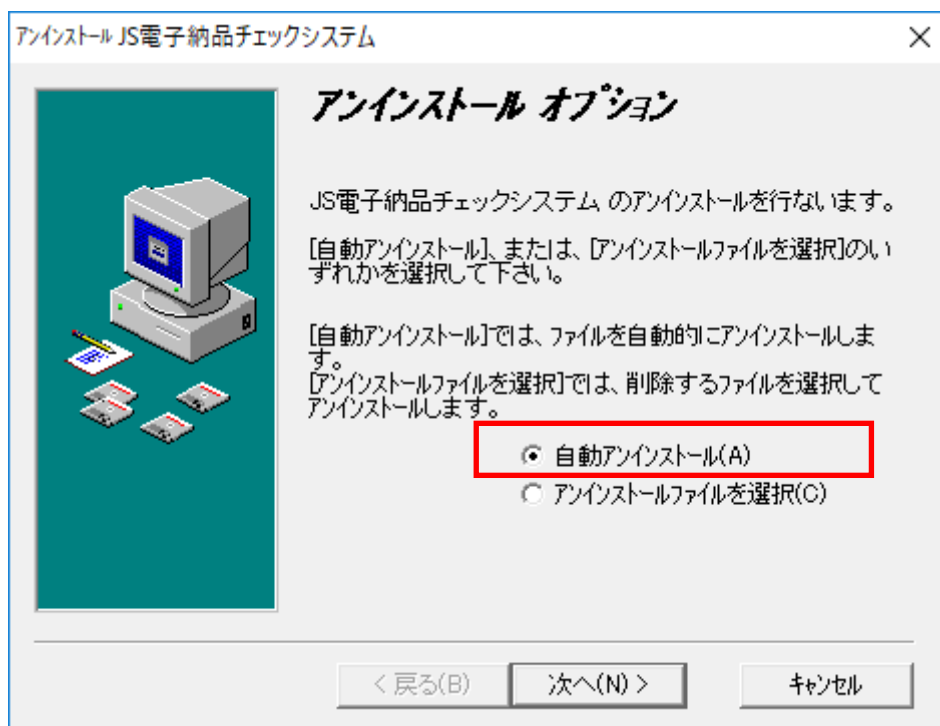 アンインストール JS電子納品チェックシステム
アンインストール オプション
JS電子納品チェックシステム のアンインストールを行ないます。
[自動アンインストール]、または、[アンインストールファイルを選択]のい
ずれかを選択して下さい。
[自動アンインストール]では、ファイルを自動的にアンインストールしま
す。
[アンインストールファイルを選択]では、削除するファイルを選択して
アンインストールします。
自動アンインストール(A)
アンインストールファイルを選択(C)
< 戻る(B)
次へ(N) >
キャンセル